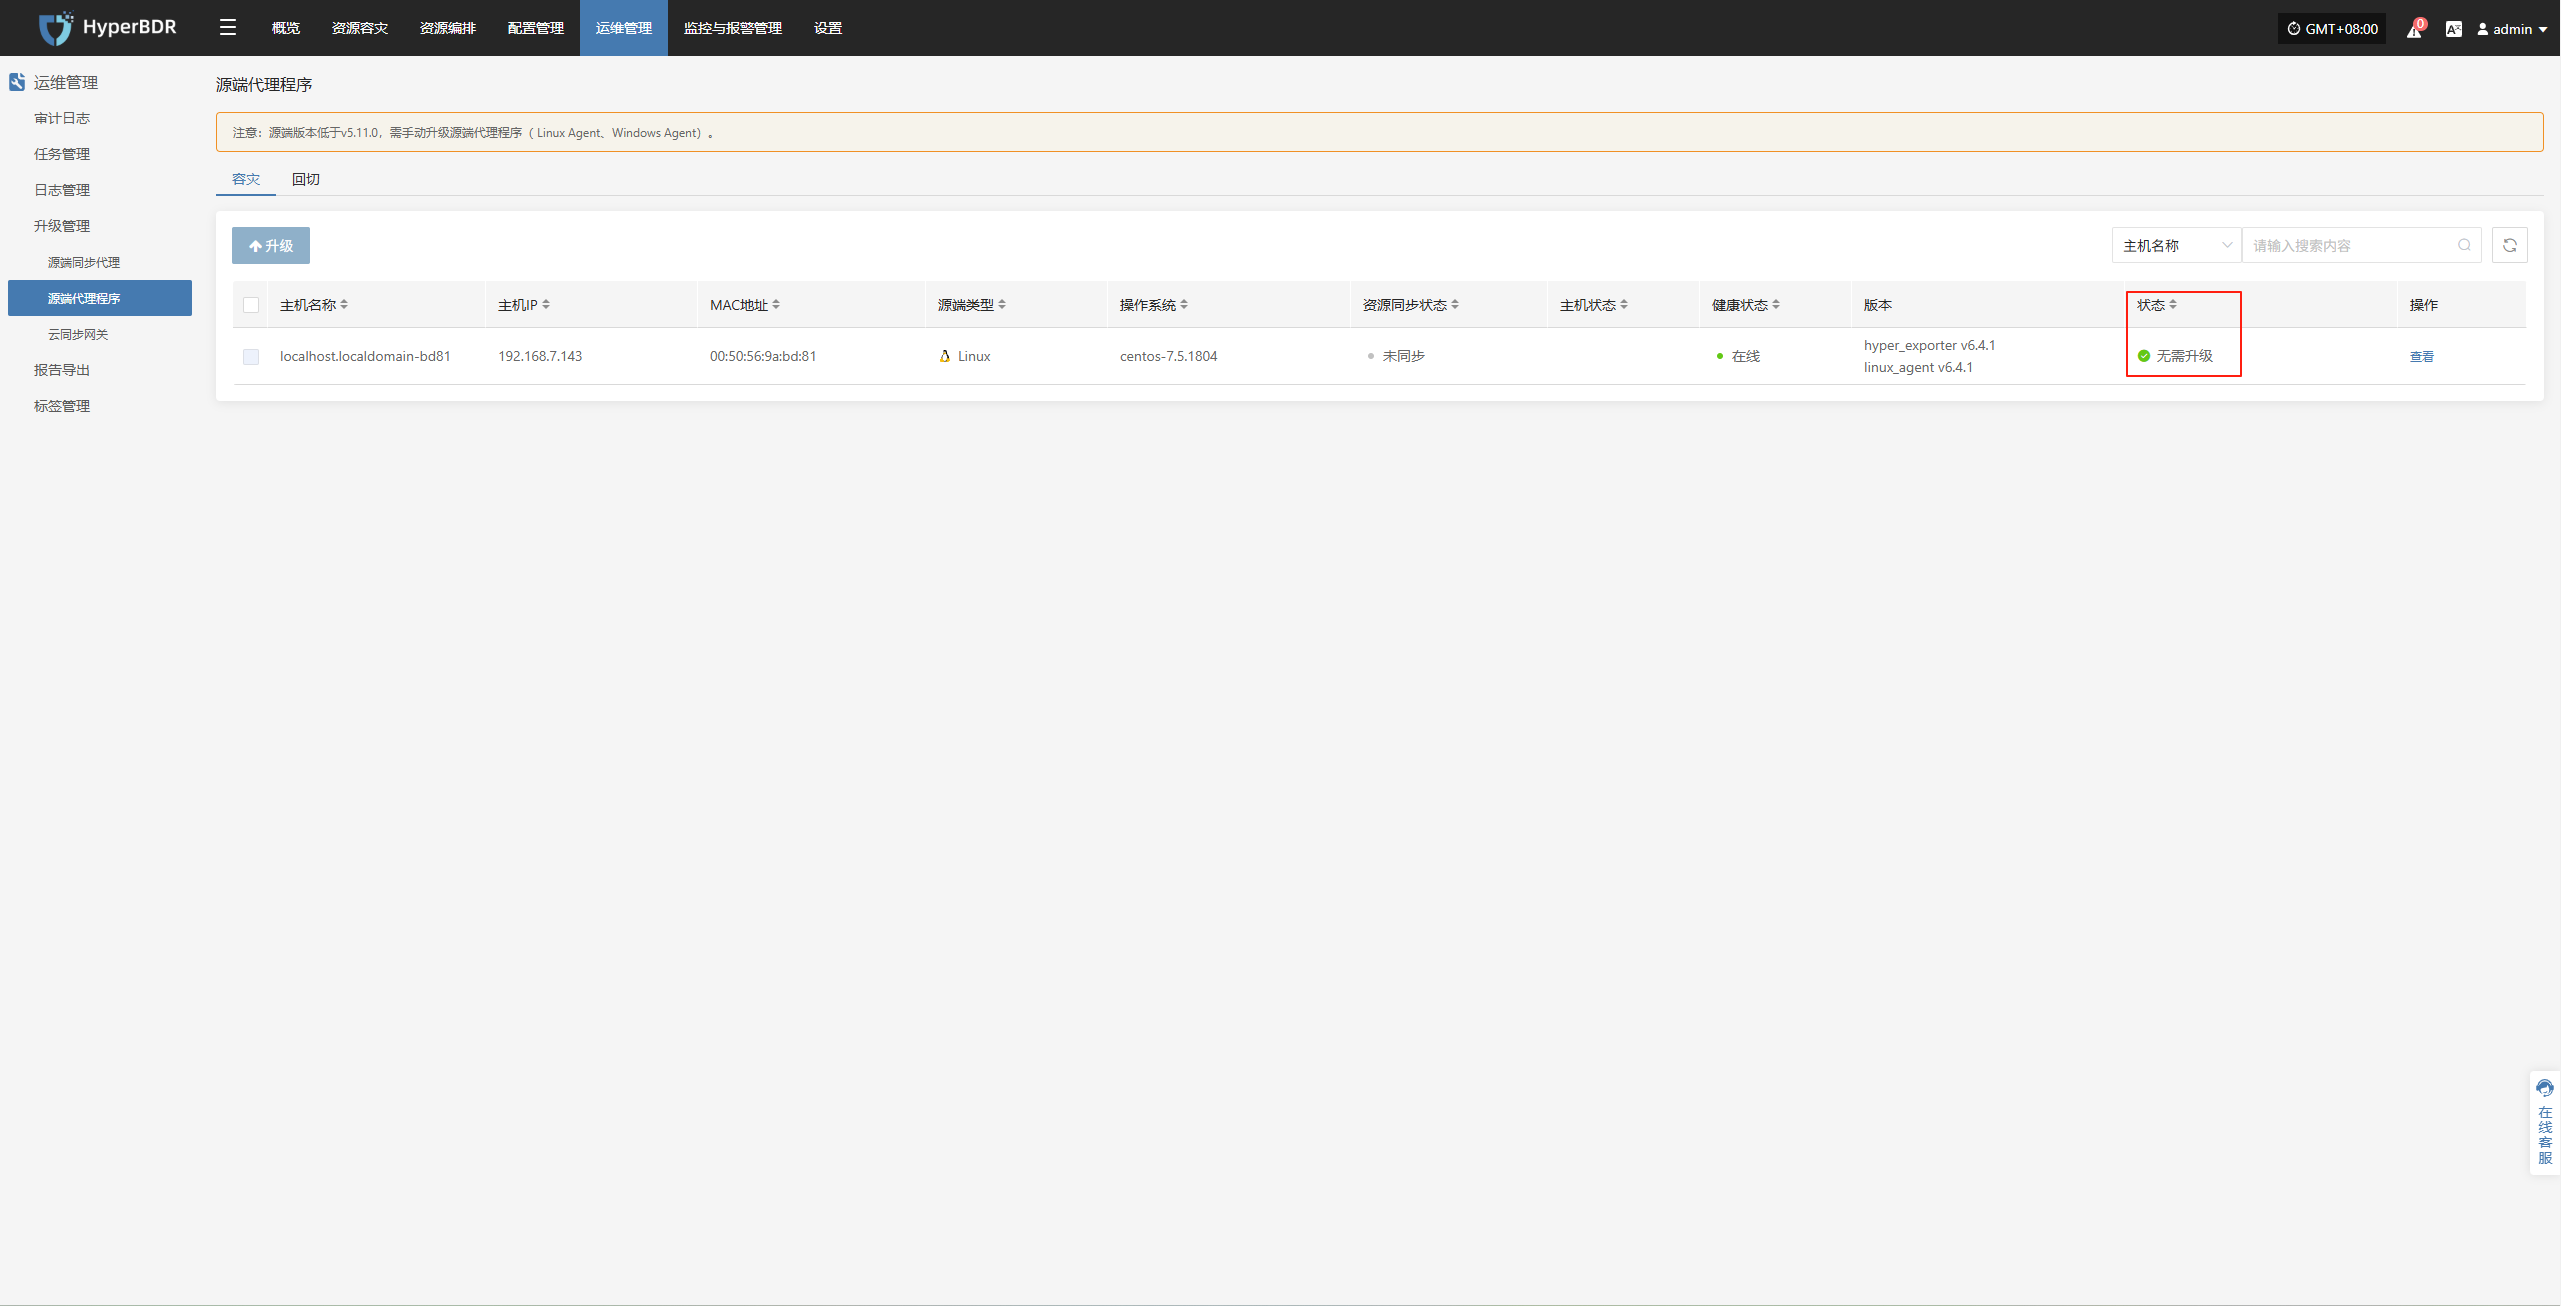 HyperBDR
概览 资源容灾 资源编排 配置管理 运维管理 监控与报警管理 设置
GMT+08:00
0
admin
运维管理
审计日志
任务管理
日志管理
升级管理
源端同步代理
源端代理程序
云同步网关
报告导出
标签管理
源端代理程序
注意：源端版本低于v5.11.0，需手动升级源端代理程序（ Linux Agent、Windows Agent）。
容灾 回切
升级
主机名称 请输入搜索内容
主机名称 主机IP MAC地址 源端类型 操作系统 资源同步状态 主机状态 健康状态 版本 状态 操作
localhost.localdomain-bd81 192.168.7.143 00:50:56:9a:bd:81 Linux centos-7.5.1804 未同步 在线 hyper_exporter v6.4.1
linux_agent v6.4.1
无需升级 查看
在线客服